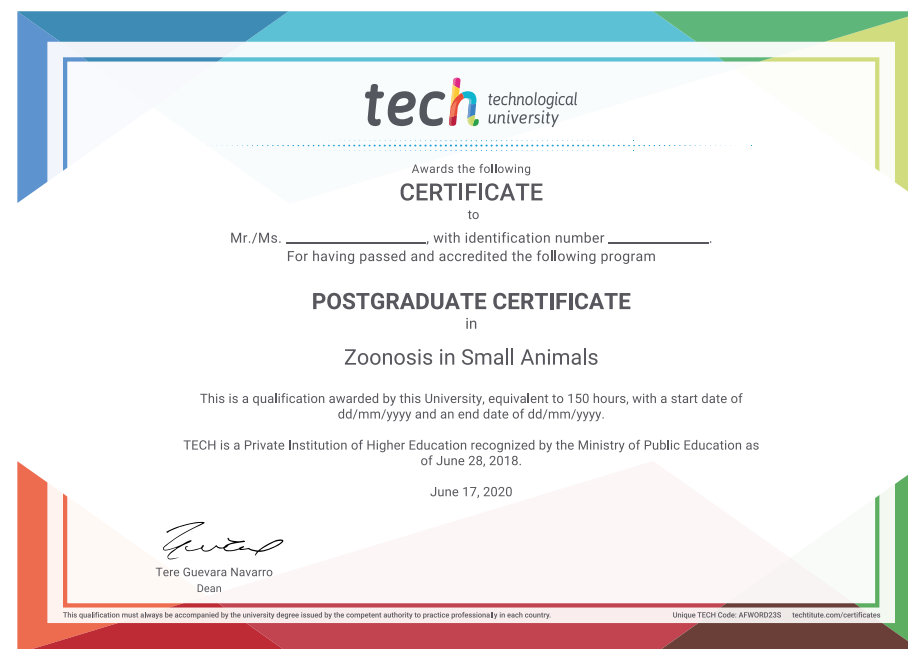 tech technological
university
Awards the following
CERTIFICATE
to
Mr./Ms. ____________________, with identification number _______________.
For having passed and accredited the following program
POSTGRADUATE CERTIFICATE
in
Zoonosis in Small Animals
This is a qualification awarded by this University, equivalent to 150 hours, with a start date of
dd/mm/yyyy and an end date of dd/mm/yyyy.
TECH is a Private Institution of Higher Education recognized by the Ministry of Public Education as
of June 28, 2018.
June 17, 2020
Tere Guevara Navarro
Dean
This qualification must always be accompanied by the university degree issued by the competent authority to practice professionally in each country. Unique TECH Code: AFWORD23S techtitute.com/certificates